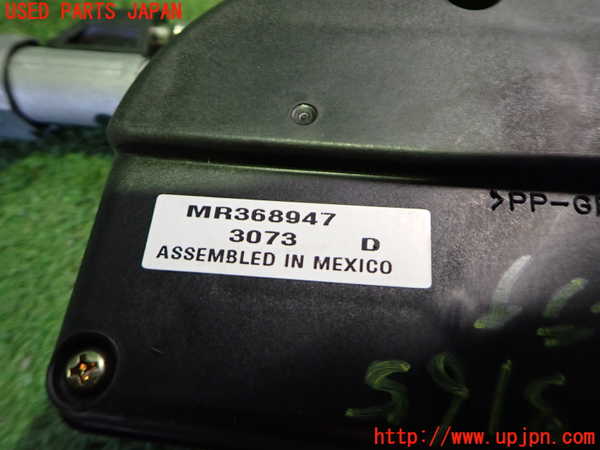 USED PARTS JAPAN
MR368947
3073 D
ASSEMBLED IN MEXICO
>PP-G
http://www.upjpn.com/